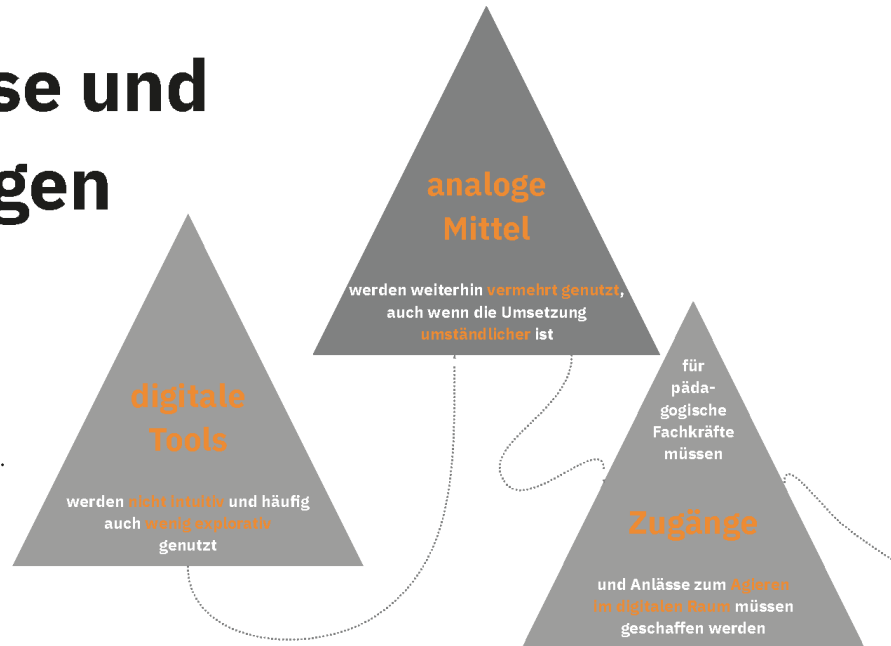 se und
gen
analoge
Mittel
werden weiterhin vermehrt genutzt,
auch wenn die Umsetzung
umständlicher ist
digitale
Tools
werden nicht intuitiv und häufig
auch wenig explorativ
genutzt
für
päda-
gogische
Fachkräfte
müssen
Zugänge
und Anlässe zum Agieren
im digitalen Raum müssen
geschaffen werden
.